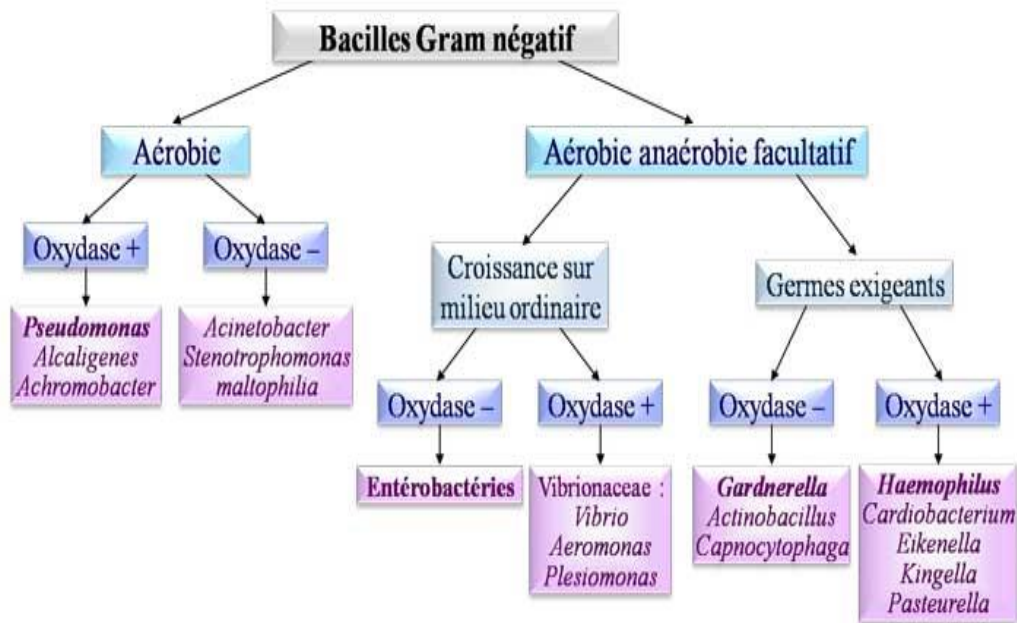 Bacilles Gram négatif
Aérobie
Aérobie anaérobie facultatif
Oxydase +
Oxydase –
Croissance sur
milieu ordinaire
Germes exigeants
Pseudomonas
Alcaligenes
Achromobacter
Acinetobacter
Stenotrophomonas
maltophilia
Oxydase –
Oxydase +
Oxydase –
Oxydase +
Entérobactéries
Vibrionaceae :
Vibrio
Aeromonas
Plesiomonas
Gardnerella
Actinobacillus
Capnocytophaga
Haemophilus
Cardiobacterium
Eikenella
Kingella
Pasteurella